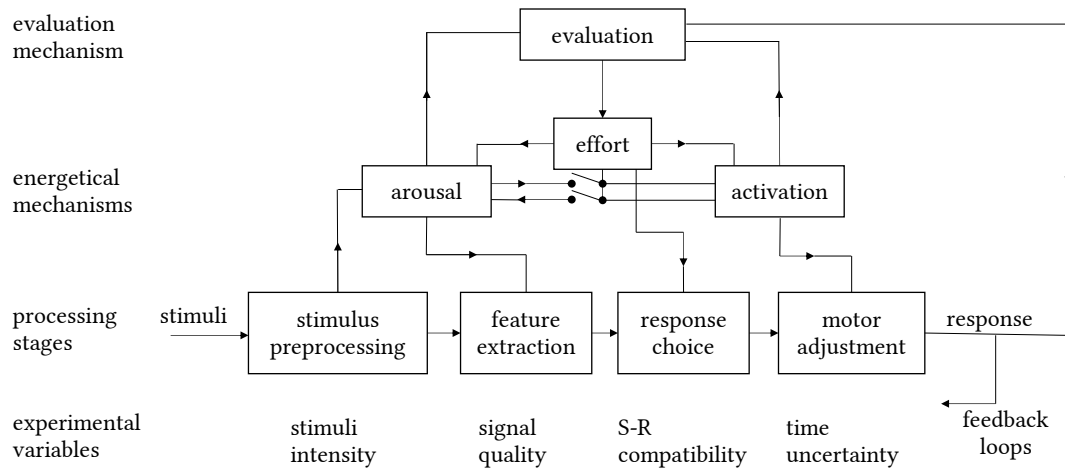 evaluation
mechanism
evaluation
effort
energetical
mechanisms
arousal
activation
processing
stages
stimuli
stimulus
preprocessing
feature
extraction
response
choice
motor
adjustment
response
experimental
variables
stimuli
intensity
signal
quality
S-R
compatibility
time
uncertainty
feedback
loops